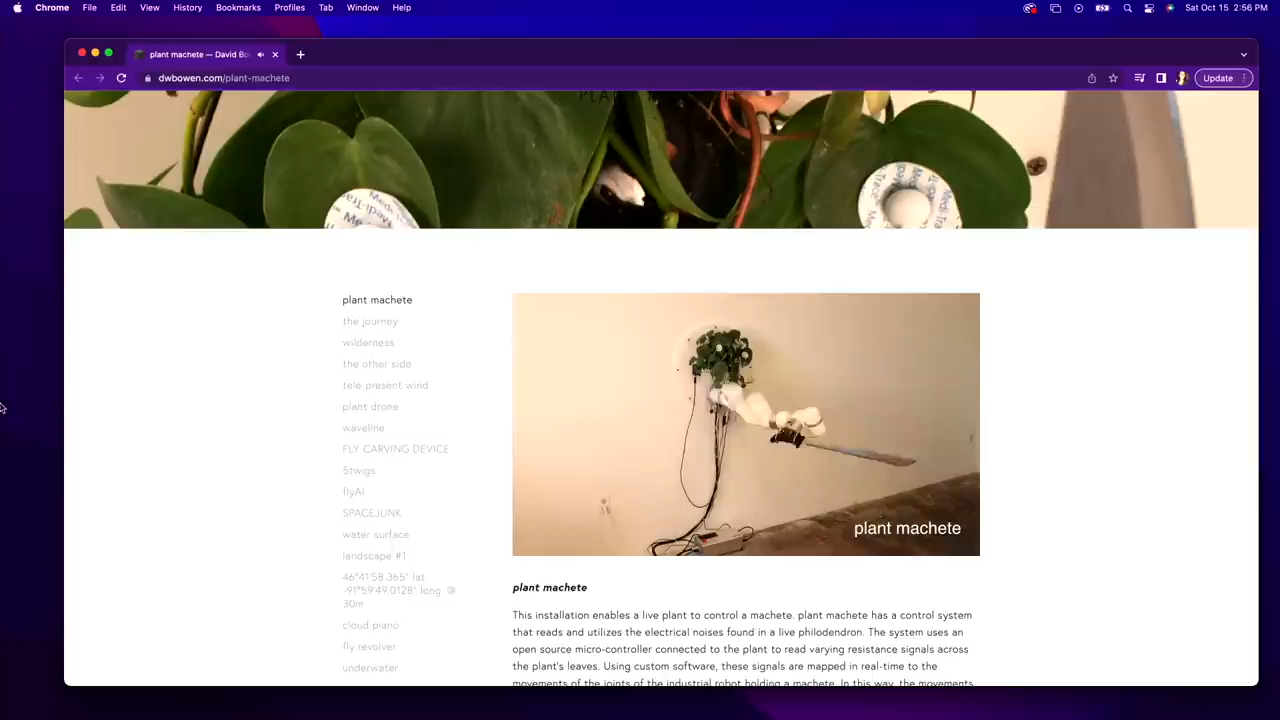 Chrome File Edit View History Bookmarks Profiles Tab Window Help Sat Oct 15 2:56 PM
plant machete — David Bo
dwbowen.com/plant-machete Update
plant machete
the journey
wilderness
the other side
tele-present wind
plant drone
waveline
FLY CARVING DEVICE
5twigs
flyAI
SPACEJUNK
water surface
landscape #1
46°41'58.365" lat.
-91°59'49.0128" long. @
30m
cloud piano
fly revolver
underwater
plant machete
plant machete
This installation enables a live plant to control a machete. plant machete has a control system
that reads and utilizes the electrical noises found in a live philodendron. The system uses an
open source micro-controller connected to the plant to read varying resistance signals across
the plant's leaves. Using custom software, these signals are mapped in real-time to the
movements of the joints of the industrial robot holding a machete. In this way, the movements